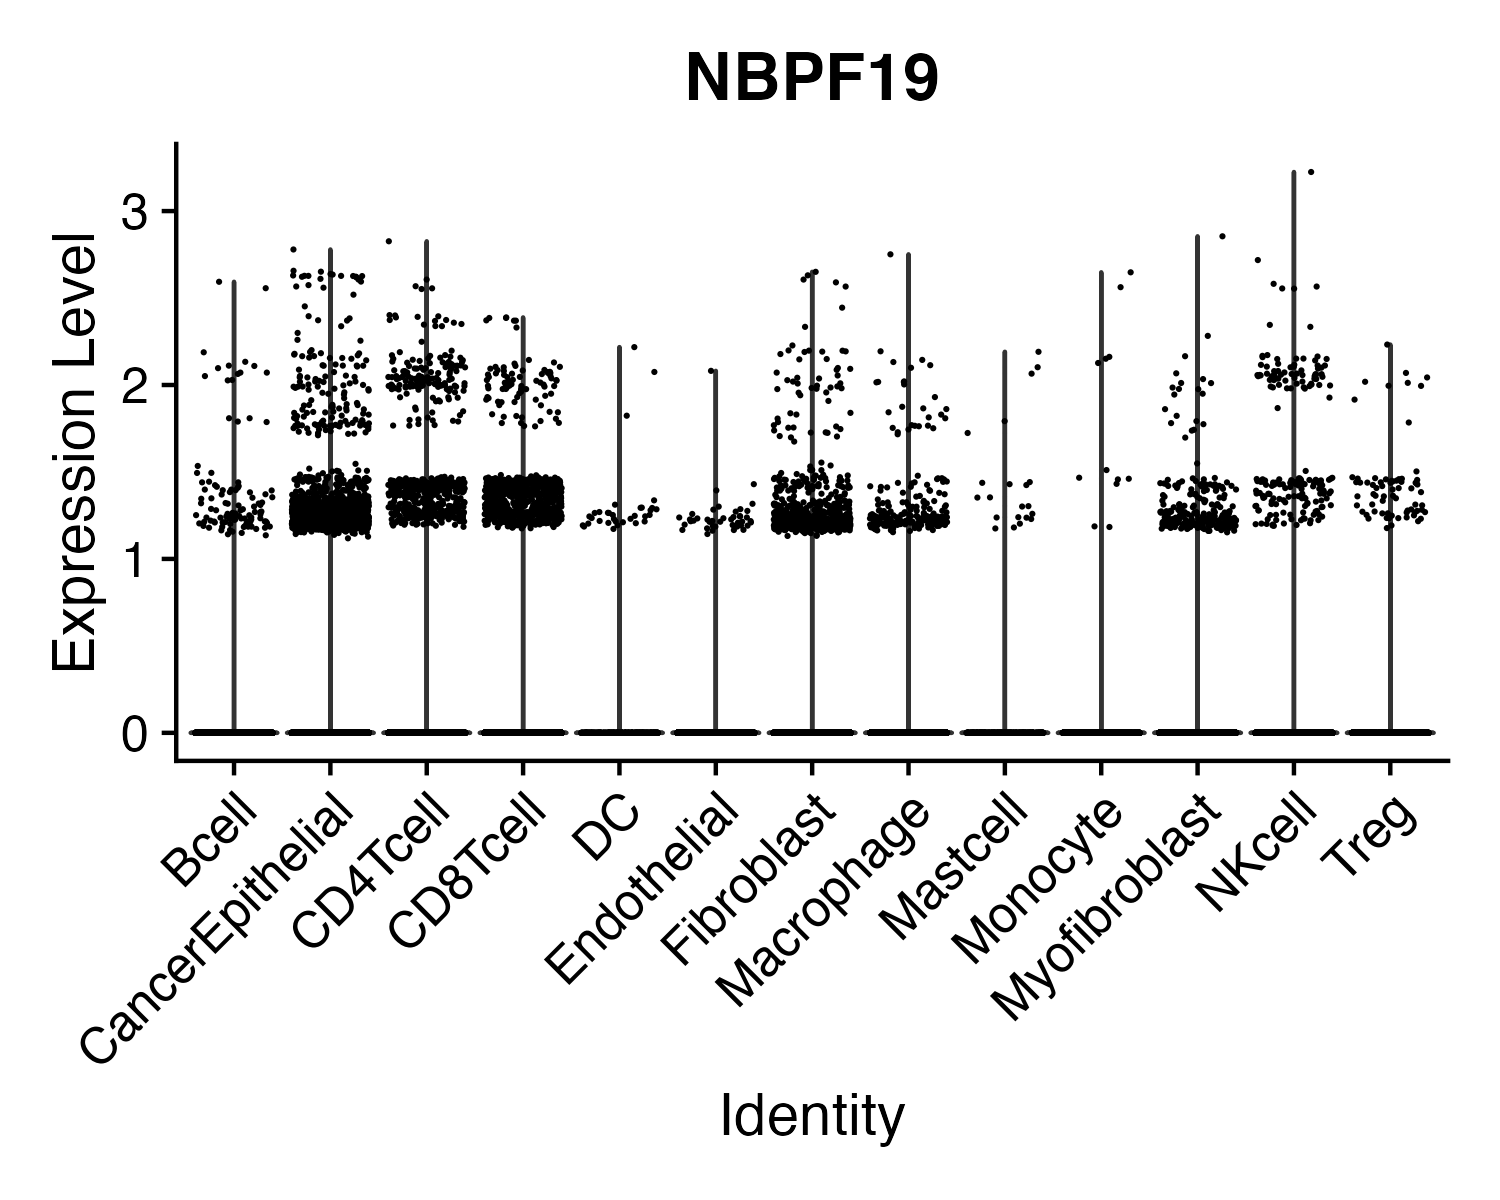 NBPF19
Expression Level
3
2
1
0
Bcell
CancerEpithelial
CD4Tcell
CD8Tcell
DC
Endothelial
Fibroblast
Macrophage
Mastcell
Monocyte
Myofibroblast
NKcell
Treg
Identity